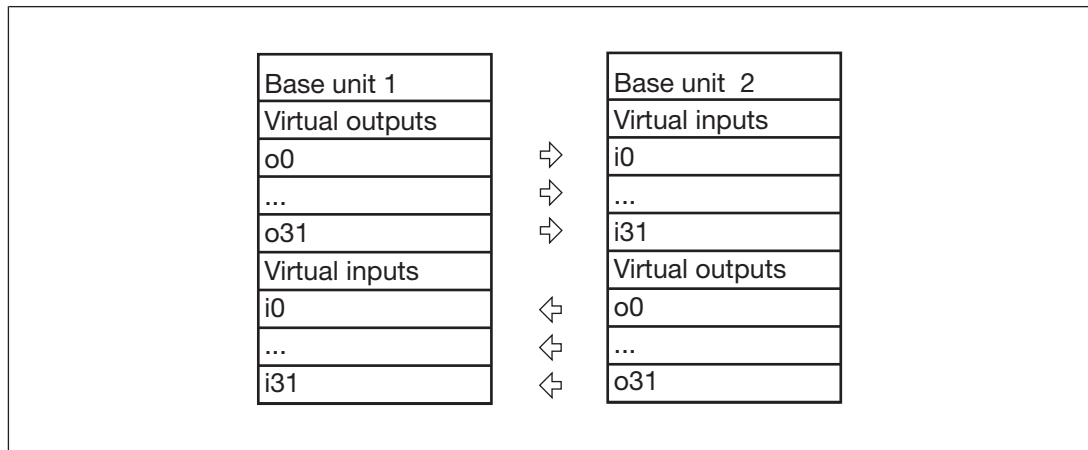 Base unit 1
Virtual outputs
o0
...
o31
Virtual inputs
i0
...
i31
Base unit 2
Virtual inputs
i0
...
i31
Virtual outputs
o0
...
o31